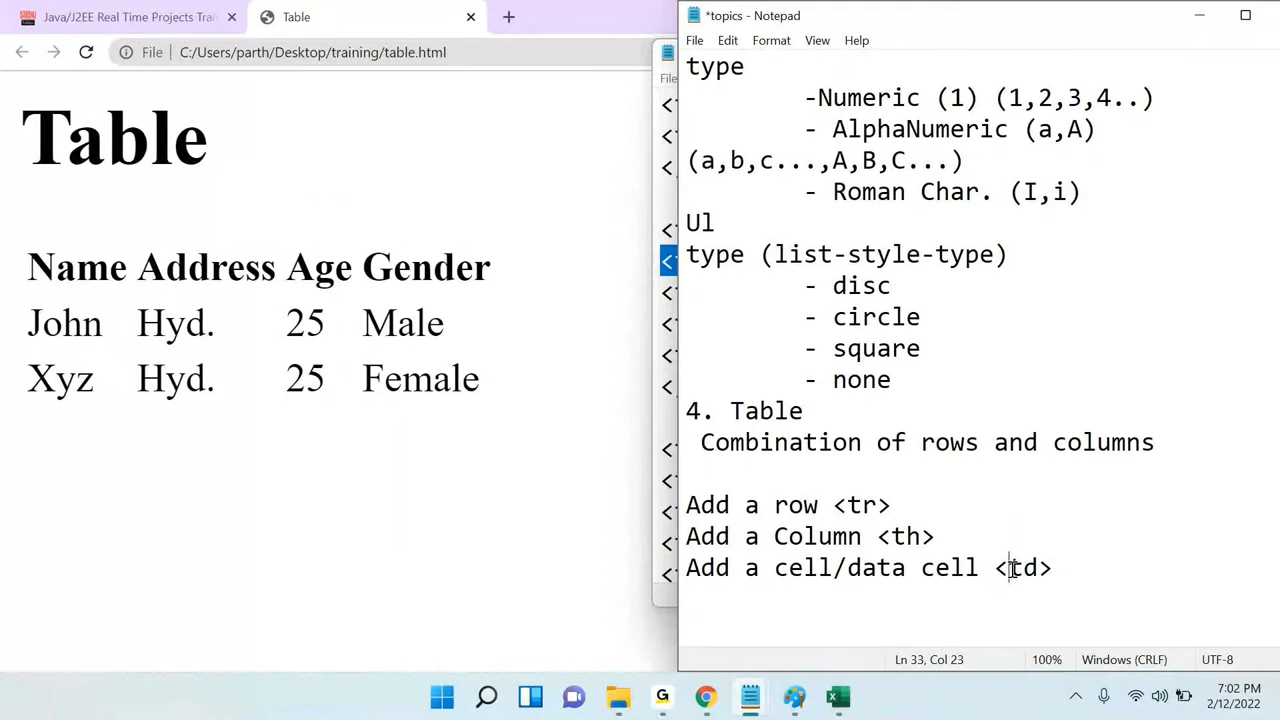 Java/J2EE Real Time Projects Trai
Table
File
C:/Users/parth/Desktop/training/table.html
Table
Name Address Age Gender
John Hyd. 25 Male
Xyz Hyd. 25 Female
*topics - Notepad
File Edit Format View Help
type
-Numeric (1) (1,2,3,4..)
- AlphaNumeric (a,A)
(a,b,c...,A,B,C...)
- Roman Char. (I,i)
Ul
type (list-style-type)
- disc
- circle
- square
- none
4. Table
Combination of rows and columns
Add a row <tr>
Add a Column <th>
Add a cell/data cell <td>
Ln 33, Col 23
100%
Windows (CRLF)
UTF-8
7:02 PM
2/12/2022